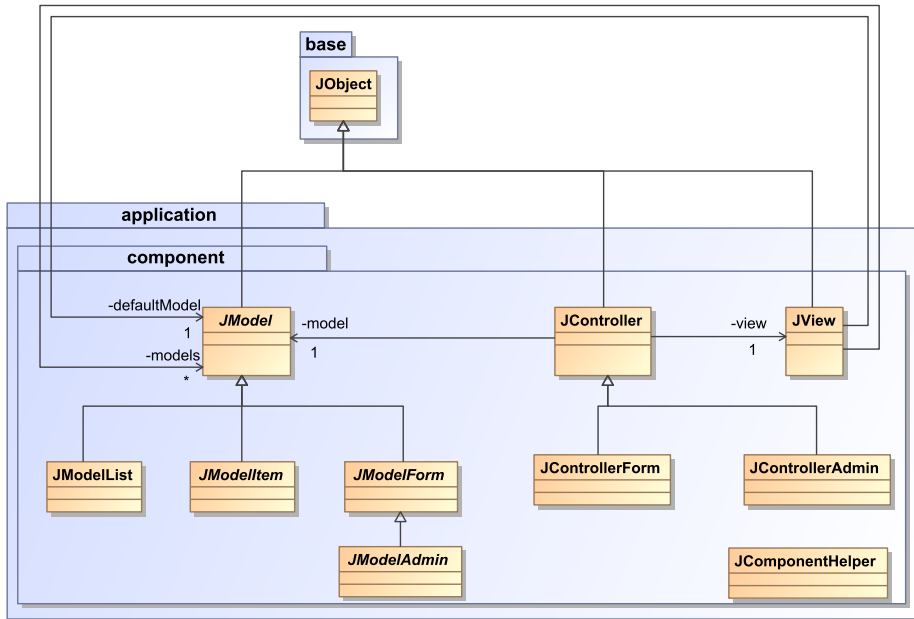 base
JObject
application
component
-defaultModel
1
JModel
-model
1
JController
-view
1
JView
-models
*
JModelList
JModelItem
JModelForm
JControllerForm
JControllerAdmin
JModelAdmin
JComponentHelper